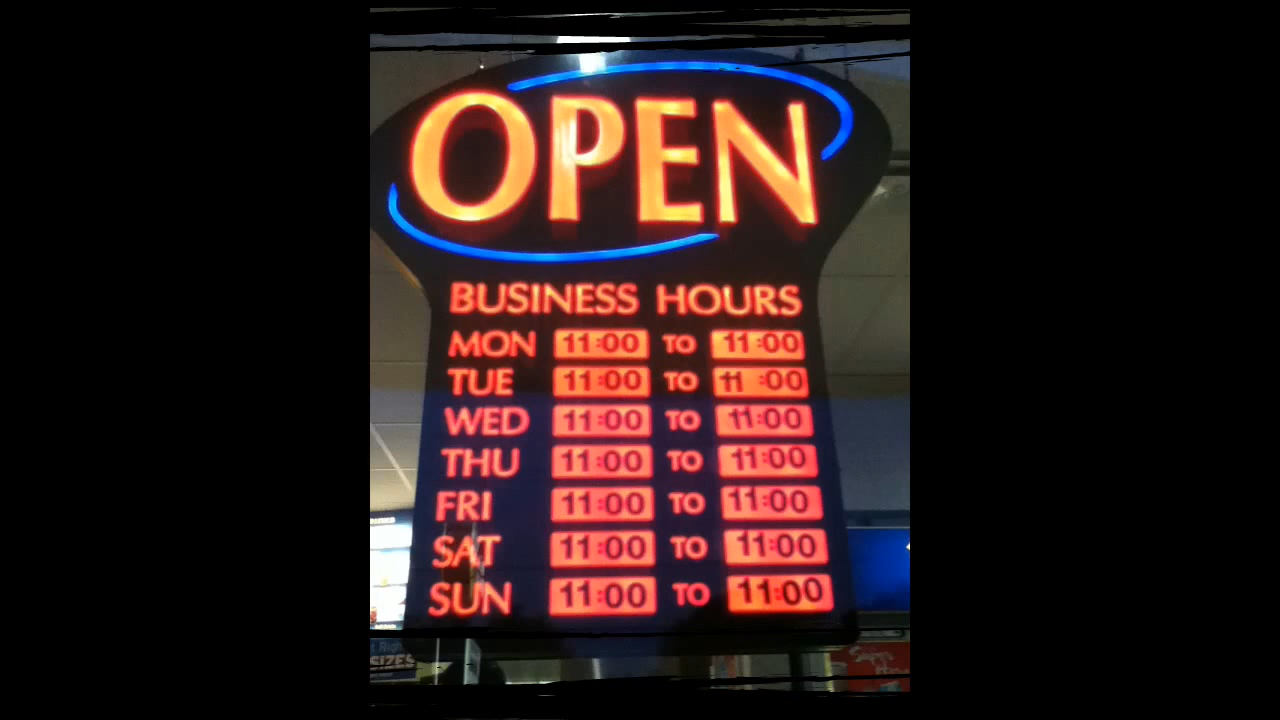 OPEN
BUSINESS HOURS
MON 11:00 TO 11:00
TUE 11:00 TO 11:00
WED 11:00 TO 11:00
THU 11:00 TO 11:00
FRI 11:00 TO 11:00
SAT 11:00 TO 11:00
SUN 11:00 TO 11:00
SIZES